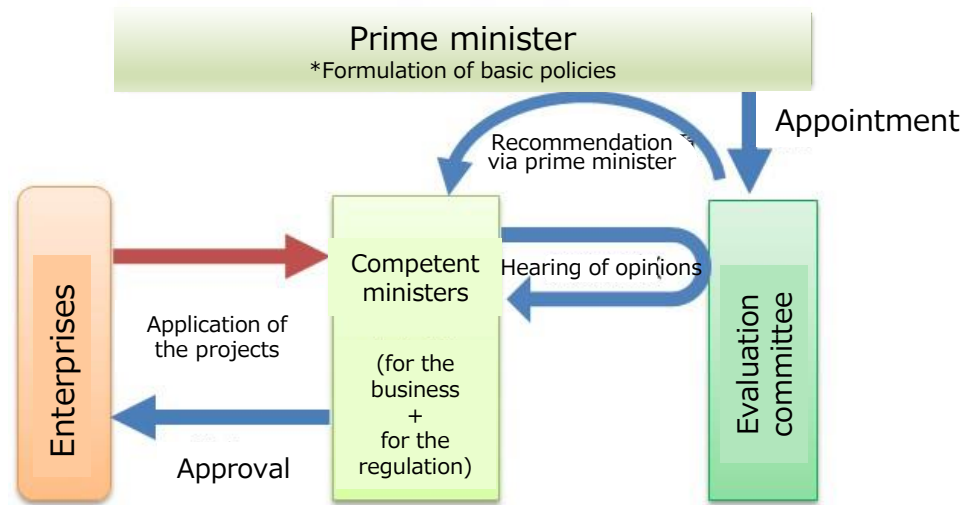 Prime minister
*Formulation of basic policies
Appointment
Recommendation
via prime minister
Enterprises
Application of
the projects
Approval
Competent
ministers
(for the
business
+
for the
regulation)
Hearing of opinions
Evaluation
committee